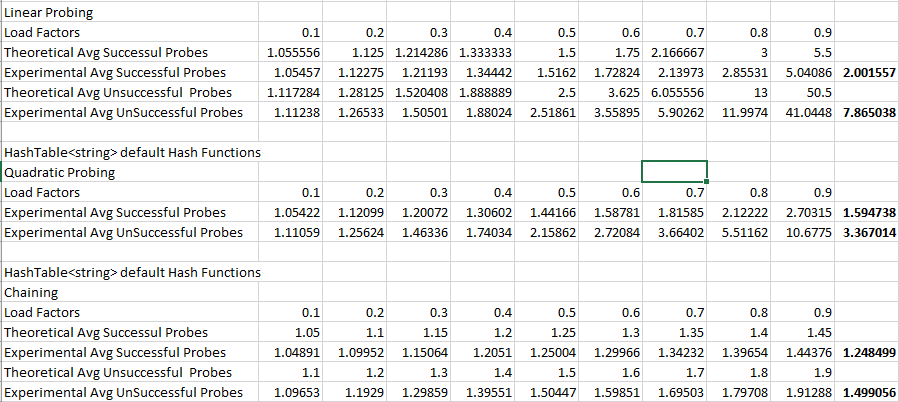 Linear Probing
Load Factors 0.1 0.2 0.3 0.4 0.5 0.6 0.7 0.8 0.9
Theoretical Avg Successul Probes 1.055556 1.125 1.214286 1.333333 1.5 1.75 2.166667 3 5.5
Experimental Avg Successful Probes 1.05457 1.12275 1.21193 1.34442 1.5162 1.72824 2.13973 2.85531 5.04086 2.001557
Theoretical Avg Unsuccessful Probes 1.117284 1.28125 1.520408 1.888889 2.5 3.625 6.055556 13 50.5
Experimental Avg UnSuccessful Probes 1.11238 1.26533 1.50501 1.88024 2.51861 3.55895 5.90262 11.9974 41.0448 7.865038
HashTable<string> default Hash Functions
Quadratic Probing
Load Factors 0.1 0.2 0.3 0.4 0.5 0.6 0.7 0.8 0.9
Experimental Avg Successful Probes 1.05422 1.12099 1.20072 1.30602 1.44166 1.58781 1.81585 2.12222 2.70315 1.594738
Experimental Avg UnSuccessful Probes 1.11059 1.25624 1.46336 1.74034 2.15862 2.72084 3.66402 5.51162 10.6775 3.367014
HashTable<string> default Hash Functions
Chaining
Load Factors 0.1 0.2 0.3 0.4 0.5 0.6 0.7 0.8 0.9
Theoretical Avg Successul Probes 1.05 1.1 1.15 1.2 1.25 1.3 1.35 1.4 1.45
Experimental Avg Successful Probes 1.04891 1.09952 1.15064 1.2051 1.25004 1.29966 1.34232 1.39654 1.44376 1.248499
Theoretical Avg Unsuccessful Probes 1.1 1.2 1.3 1.4 1.5 1.6 1.7 1.8 1.9
Experimental Avg UnSuccessful Probes 1.09653 1.1929 1.29859 1.39551 1.50447 1.59851 1.69503 1.79708 1.91288 1.499056